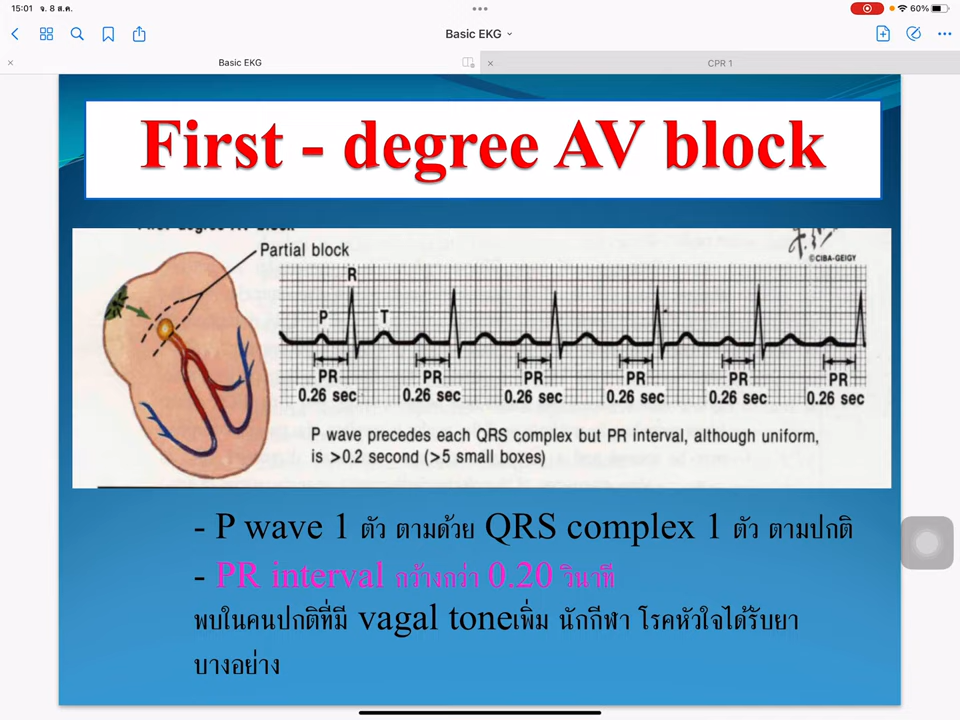 15:01 จ. 8 ส.ค.
60%
Basic EKG
Basic EKG
CPR 1
First - degree AV block
Partial block
©CIBA-GEIGY
R
P
T
PR PR PR PR PR PR
0.26 sec 0.26 sec 0.26 sec 0.26 sec 0.26 sec 0.26 sec
P wave precedes each QRS complex but PR interval, although uniform,
is >0.2 second (>5 small boxes)
- P wave 1 ตัว ตามด้วย QRS complex 1 ตัว ตามปกติ
- PR interval กว้างกว่า 0.20 วินาที
พบในคนปกติที่มี vagal toneเพิ่ม นักกีฬา โรคหัวใจได้รับยา
บางอย่าง